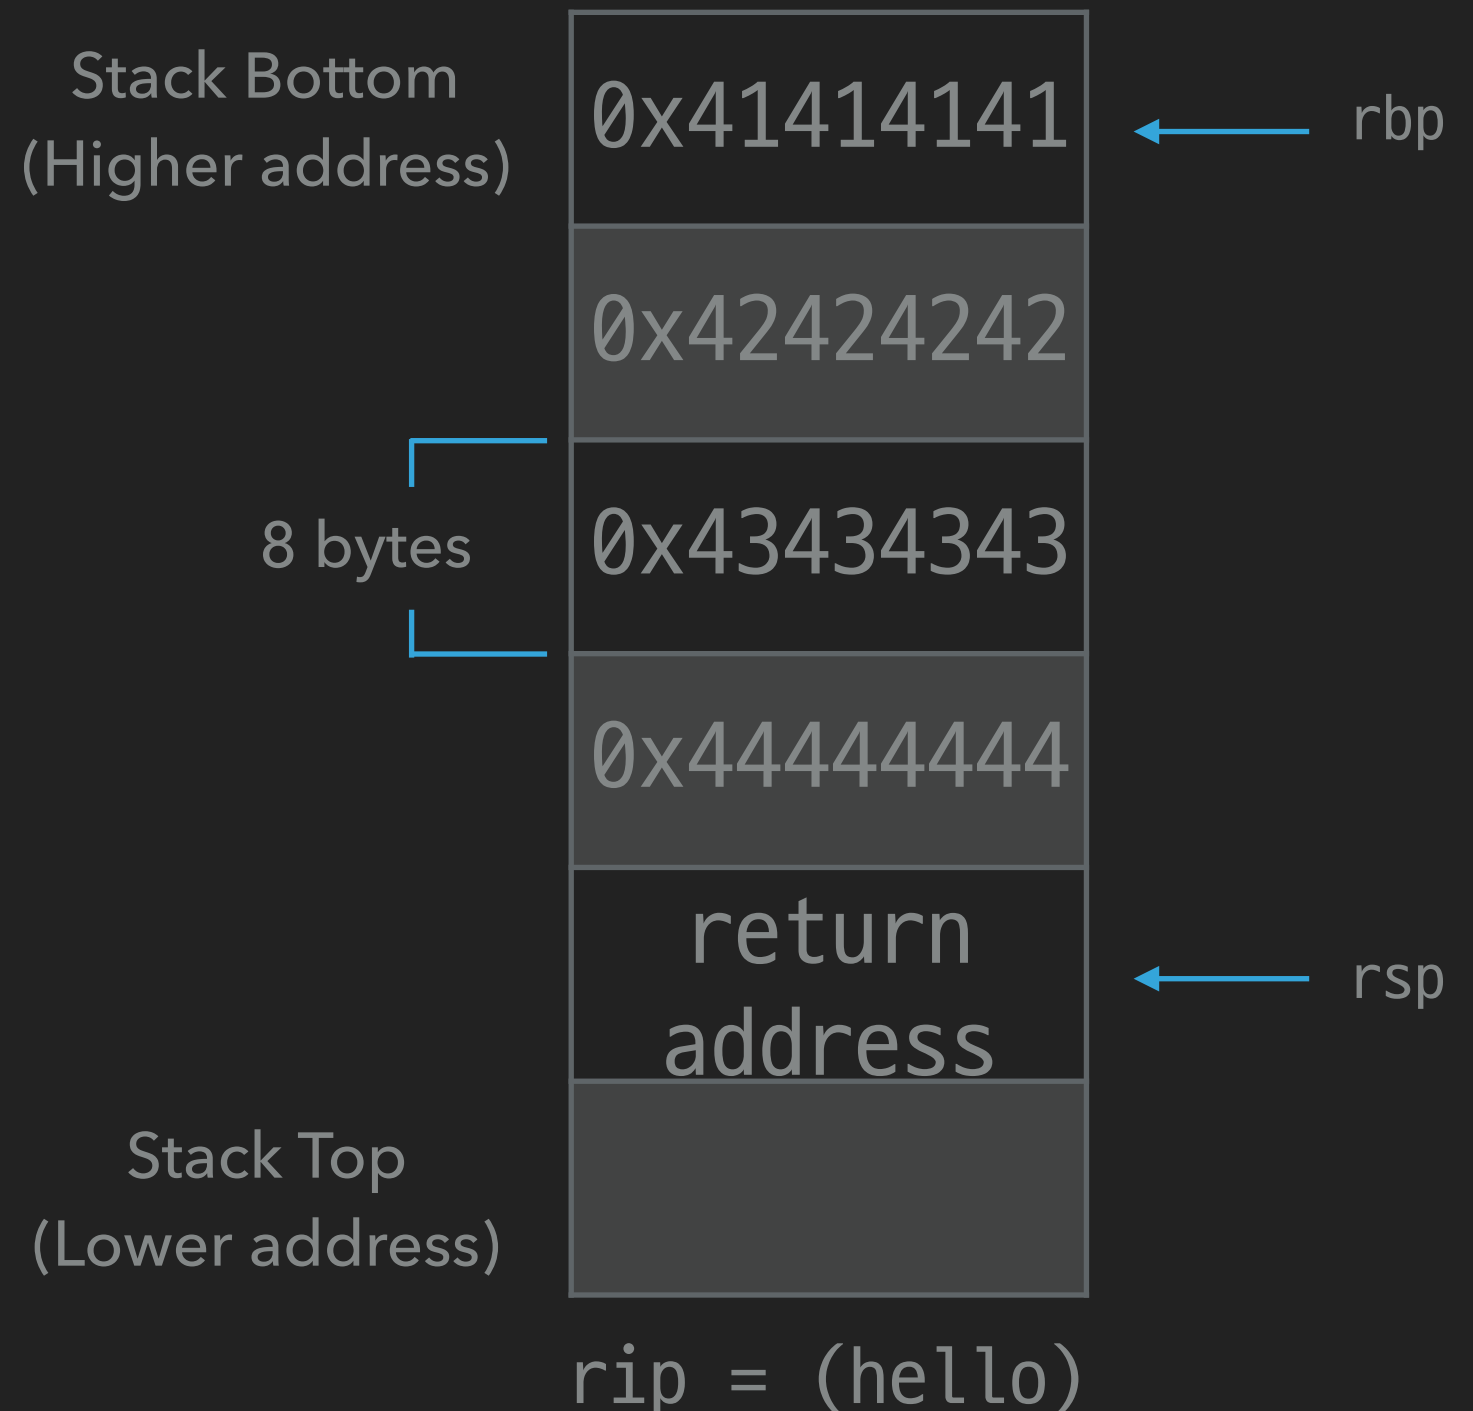 Stack Bottom
(Higher address)
0x41414141
rbp
0x42424242
8 bytes
0x43434343
0x44444444
return
address
rsp
Stack Top
(Lower address)
rip = (hello)